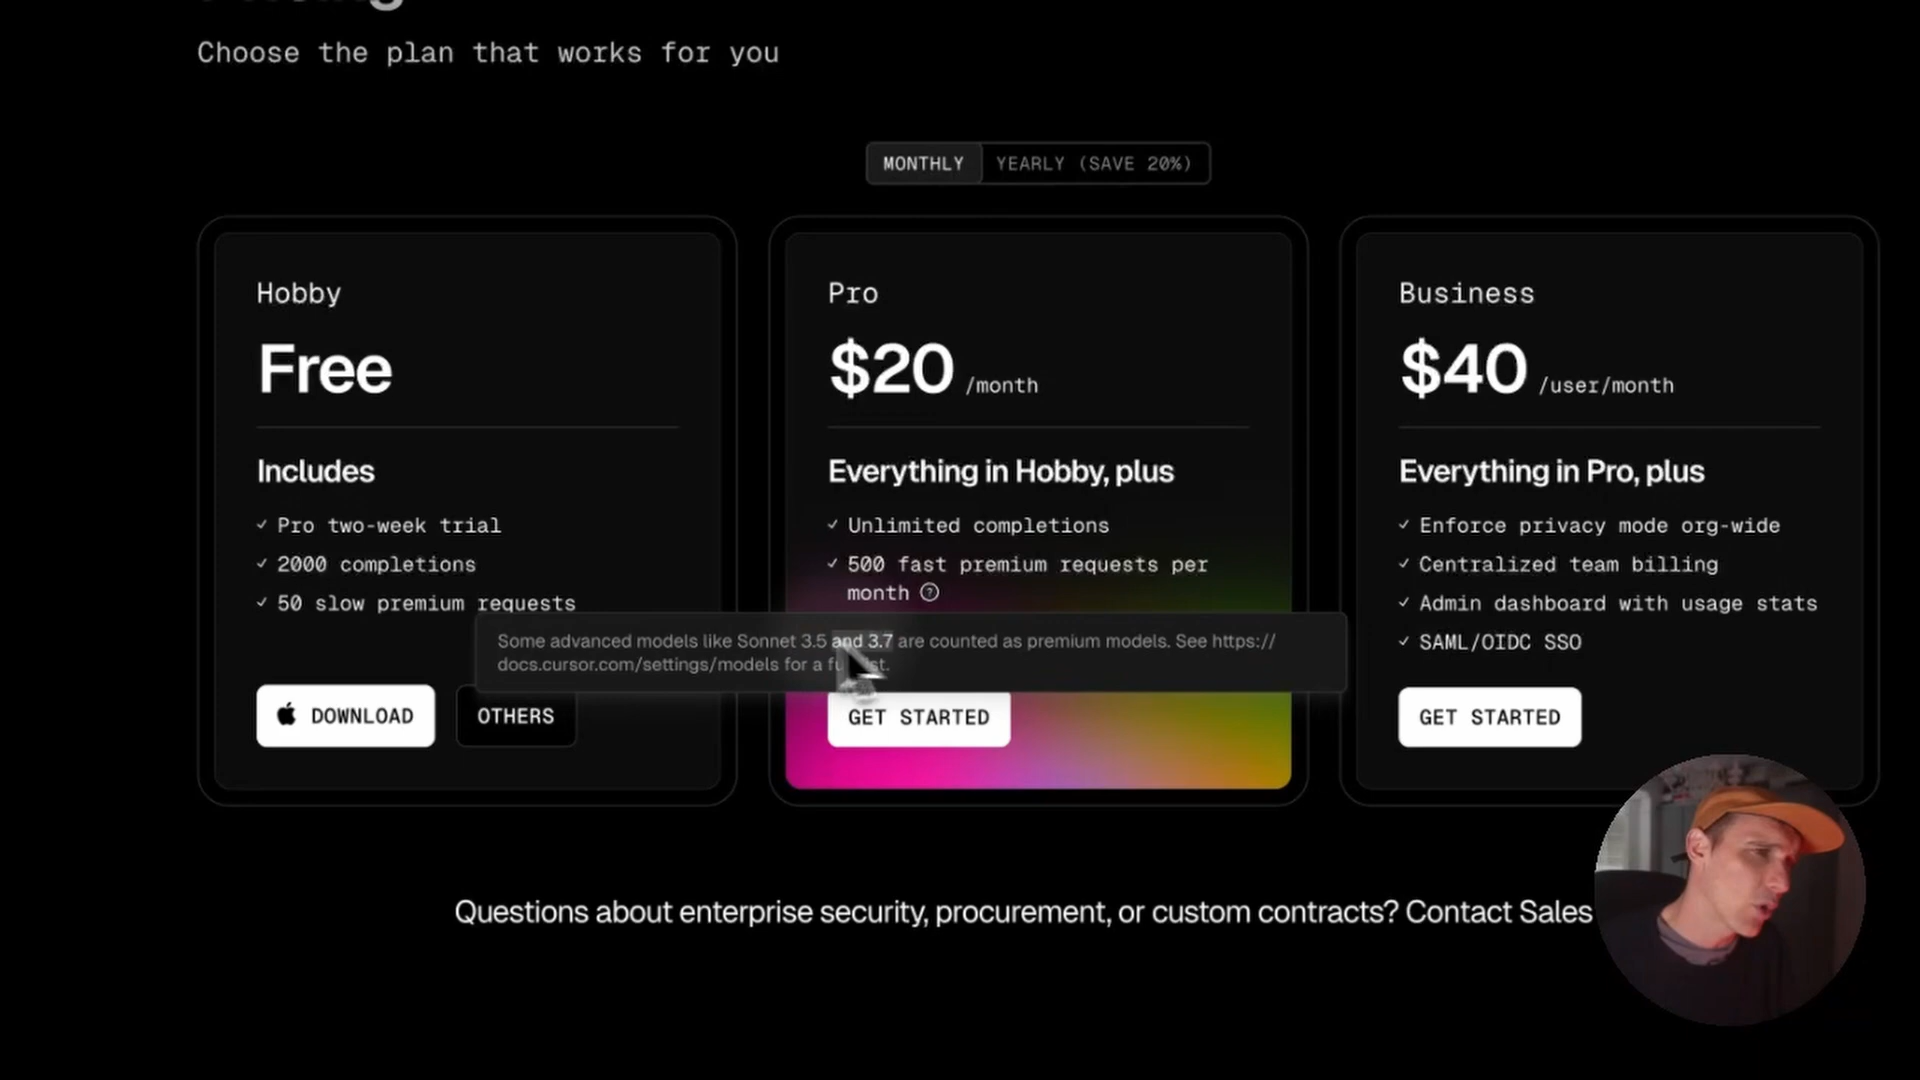 Choose the plan that works for you
MONTHLY
YEARLY (SAVE 20%)
Hobby
Free
Includes
✓ Pro two-week trial
✓ 2000 completions
✓ 50 slow premium requests
DOWNLOAD
OTHERS
Pro
$20 /month
Everything in Hobby, plus
✓ Unlimited completions
✓ 500 fast premium requests per
month ?
Some advanced models like Sonnet 3.5 and 3.7 are counted as premium models. See https://
docs.cursor.com/settings/models for a
GET STARTED
Business
$40 /user/month
Everything in Pro, plus
✓ Enforce privacy mode org-wide
✓ Centralized team billing
✓ Admin dashboard with usage stats
✓ SAML/OIDC SSO
GET STARTED
Questions about enterprise security, procurement, or custom contracts? Contact Sales